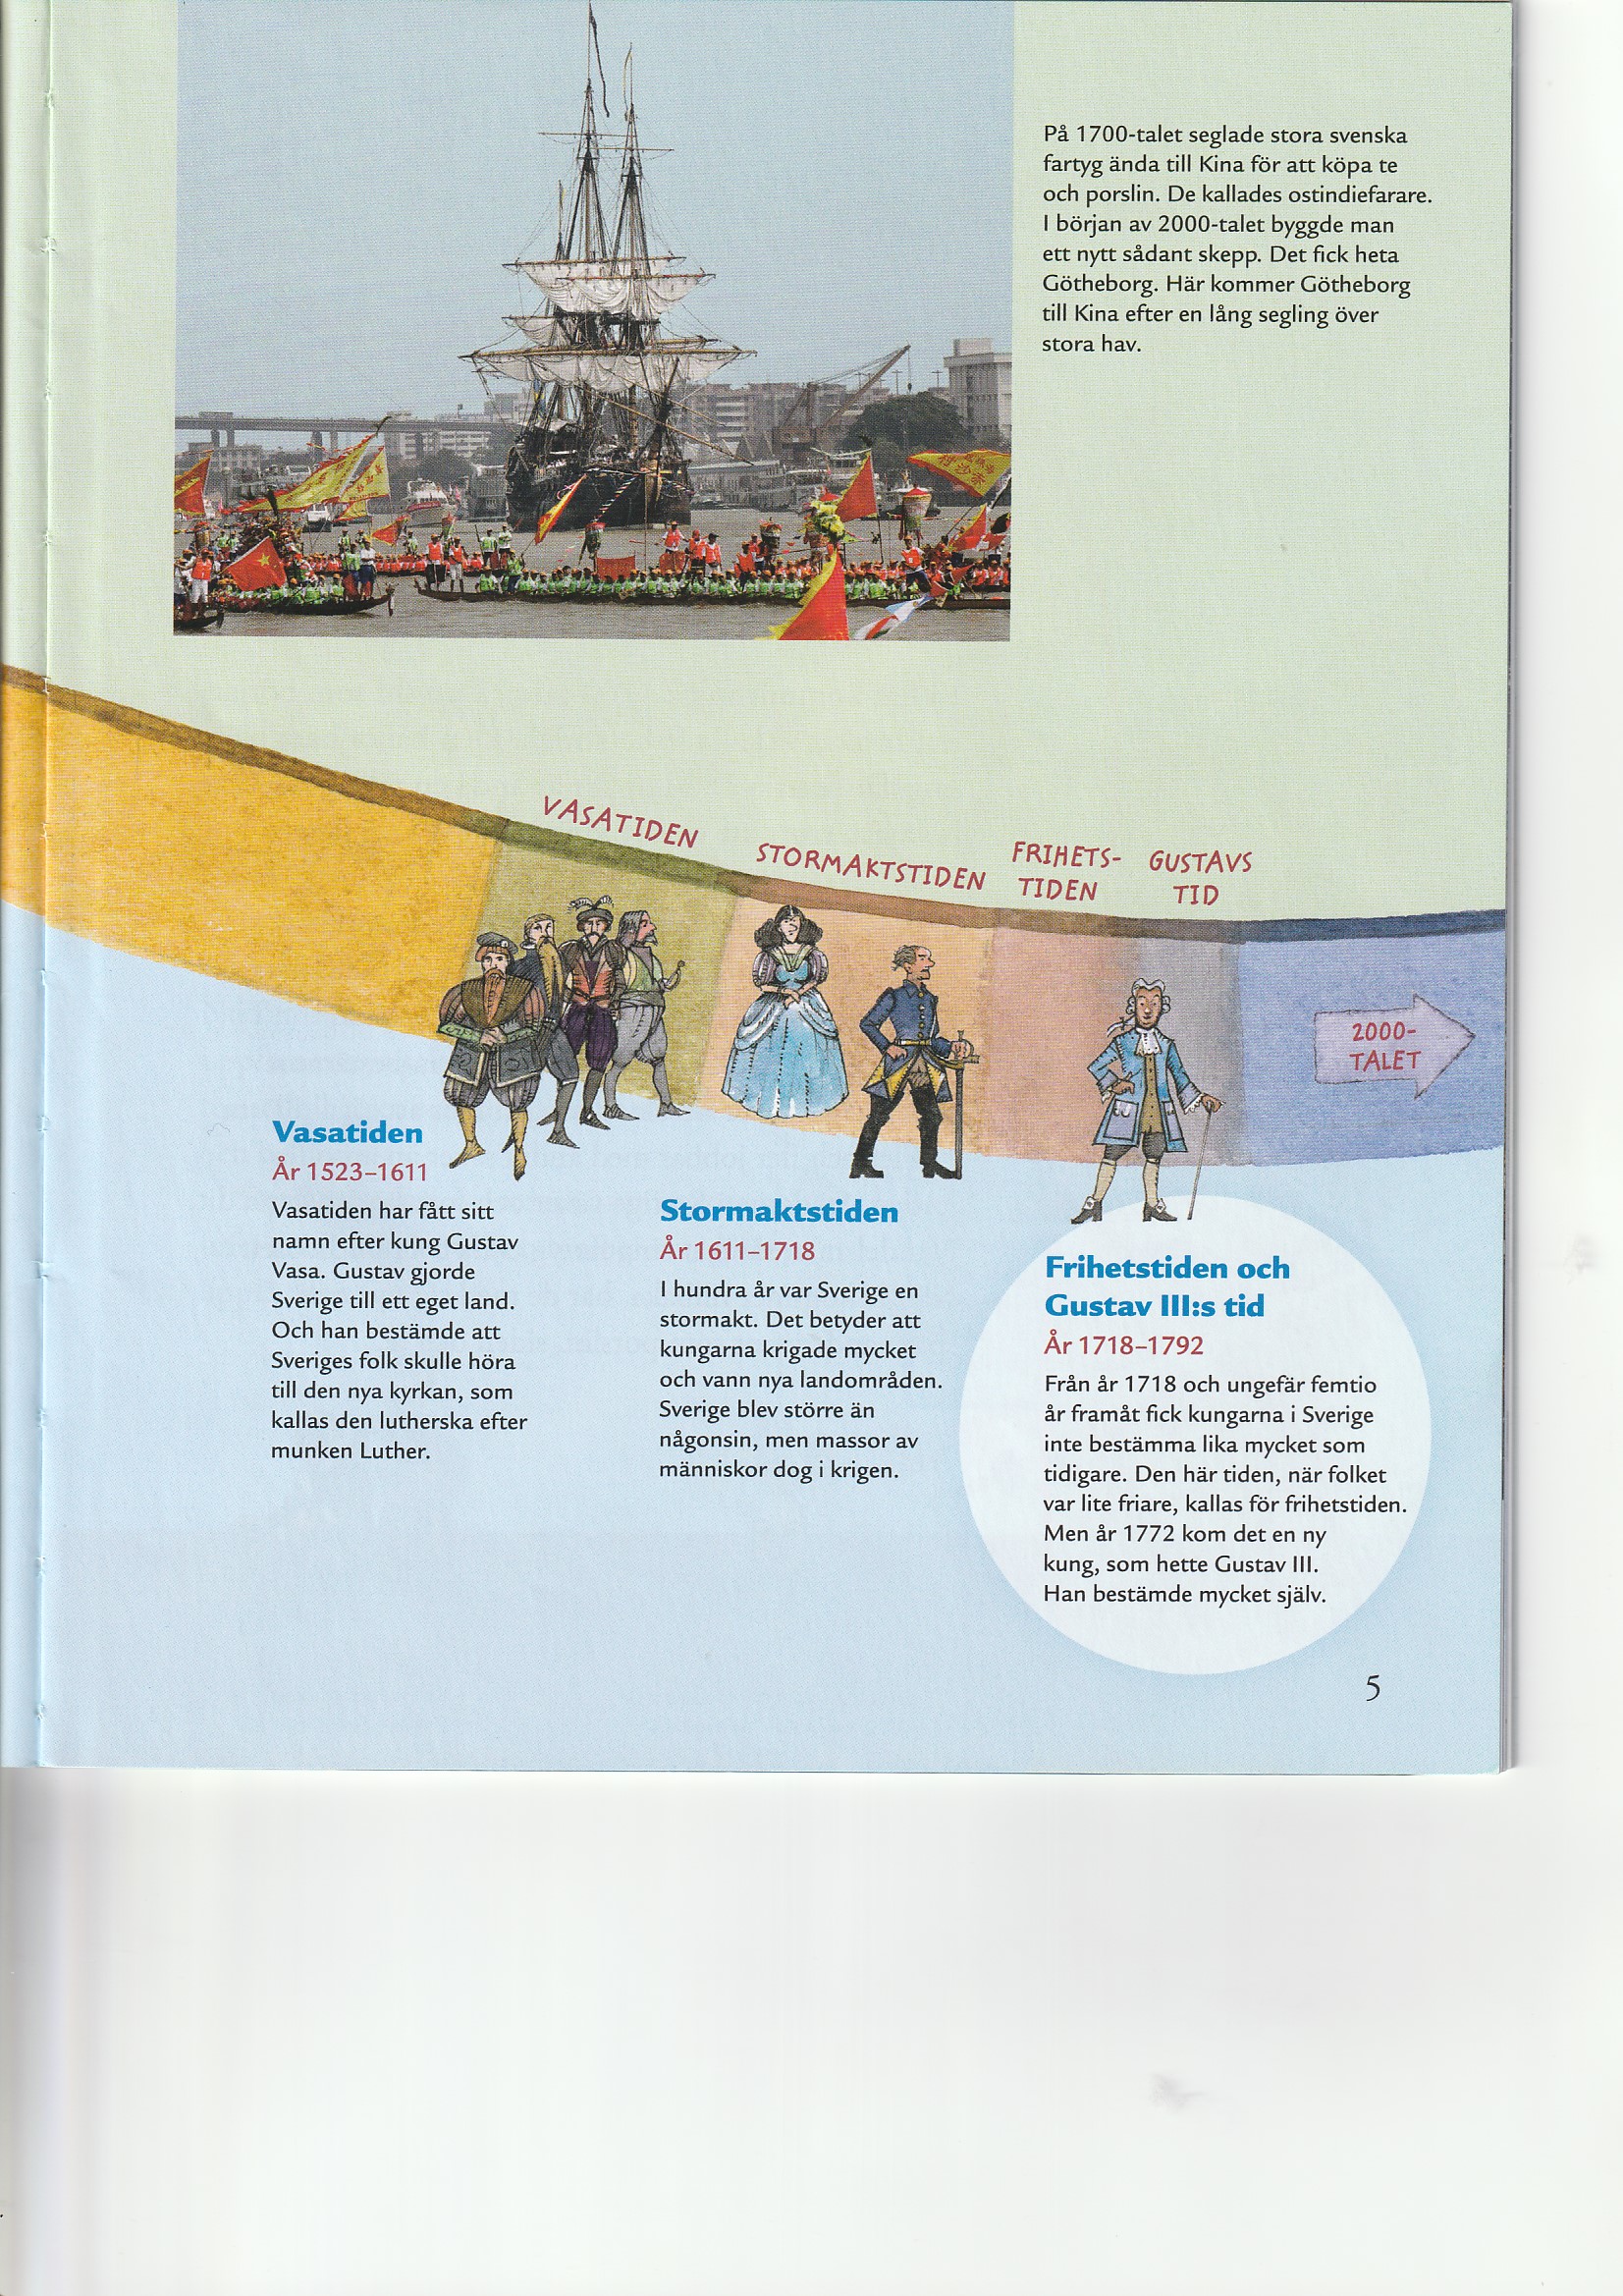 På 1700-talet seglade stora svenska
fartyg ända till Kina för att köpa te
och porslin. De kallades ostindiefarare.
I början av 2000-talet byggde man
ett nytt sådant skepp. Det fick heta
Götheborg. Här kommer Götheborg
till Kina efter en lång segling över
stora hav.
VASATIDEN
STORMAKTSTIDEN
FRIHETS-
TIDEN
GUSTAVS
TID
2000-
TALET
Vasatiden
År 1523–1611
Vasatiden har fått sitt
namn efter kung Gustav
Vasa. Gustav gjorde
Sverige till ett eget land.
Och han bestämde att
Sveriges folk skulle höra
till den nya kyrkan, som
kallas den lutherska efter
munken Luther.
Stormaktstiden
År 1611–1718
I hundra år var Sverige en
stormakt. Det betyder att
kungarna krigade mycket
och vann nya landområden.
Sverige blev större än
någonsin, men massor av
människor dog i krigen.
Frihetstiden och
Gustav III:s tid
År 1718–1792
Från år 1718 och ungefär femtio
år framåt fick kungarna i Sverige
inte bestämma lika mycket som
tidigare. Den här tiden, när folket
var lite friare, kallas för frihetstiden.
Men år 1772 kom det en ny
kung, som hette Gustav III.
Han bestämde mycket själv.
5